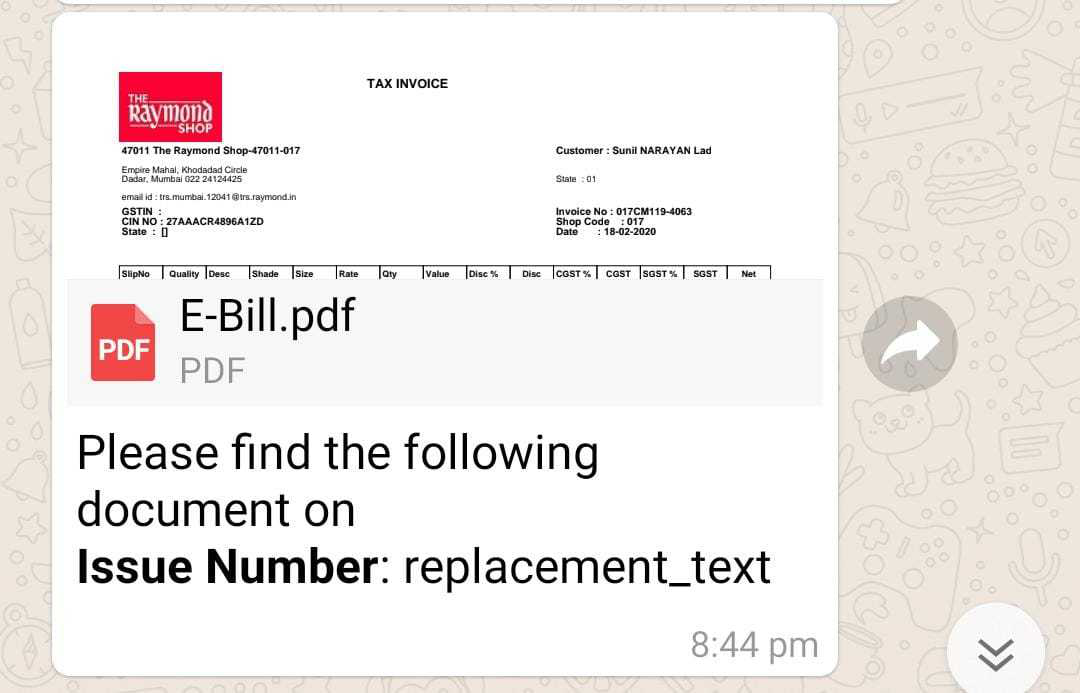 THE
Raymond
SHOP
TAX INVOICE
47011 The Raymond Shop-47011-017
Customer : Sunil NARAYAN Lad
Empire Mahal, Khodadad Circle
Dadar, Mumbai 022 24124425
State : 01
email id : trs.mumbai.12041@trs.raymond.in
GSTIN :
CIN NO : 27AAACR4896A1ZD
State : []
Invoice No : 017CM119-4063
Shop Code : 017
Date : 18-02-2020
SlipNo Quality Desc Shade Size Rate Qty Value Disc % Disc CGST % CGST SGST % SGST Net
PDF
E-Bill.pdf
PDF
Please find the following
document on
Issue Number: replacement_text
8:44 pm